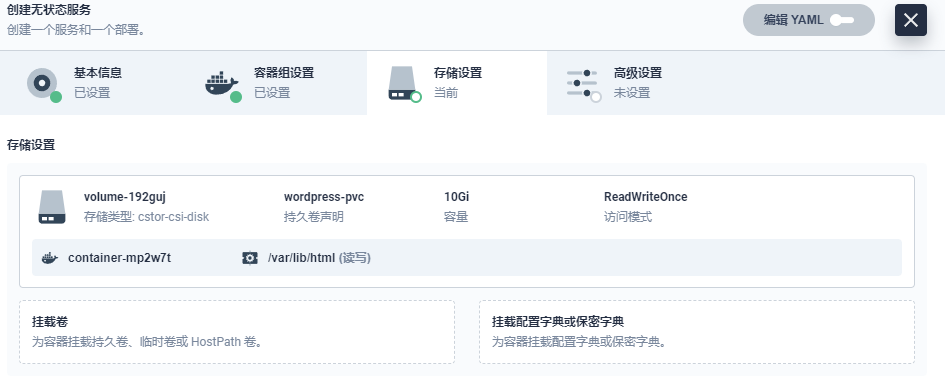 创建无状态服务
创建一个服务和一个部署。
编辑 YAML
基本信息
已设置
容器组设置
已设置
存储设置
当前
高级设置
未设置
存储设置
volume-192guj wordpress-pvc 10Gi ReadWriteOnce
存储类型: cstor-csi-disk 持久卷声明 容量 访问模式
container-mp2w7t /var/lib/html (读写)
挂载卷
为容器挂载持久卷、临时卷或 HostPath 卷。
挂载配置字典或保密字典
为容器挂载配置字典或保密字典。